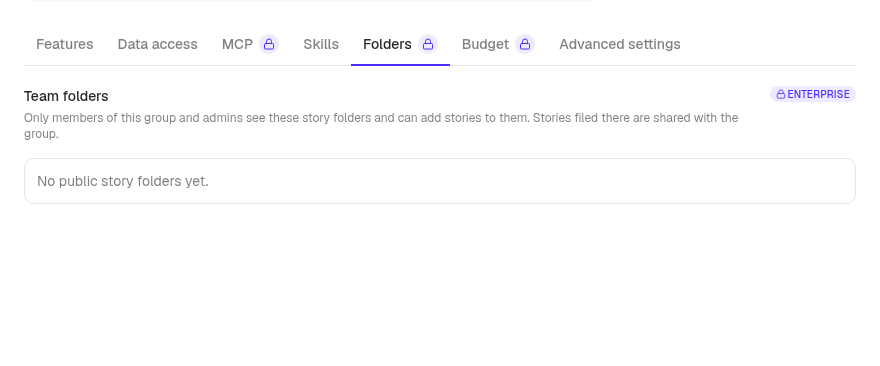 Features Data access MCP Skills Folders Budget Advanced settings
Team folders
ENTERPRISE
Only members of this group and admins see these story folders and can add stories to them. Stories filed there are shared with the
group.
No public story folders yet.